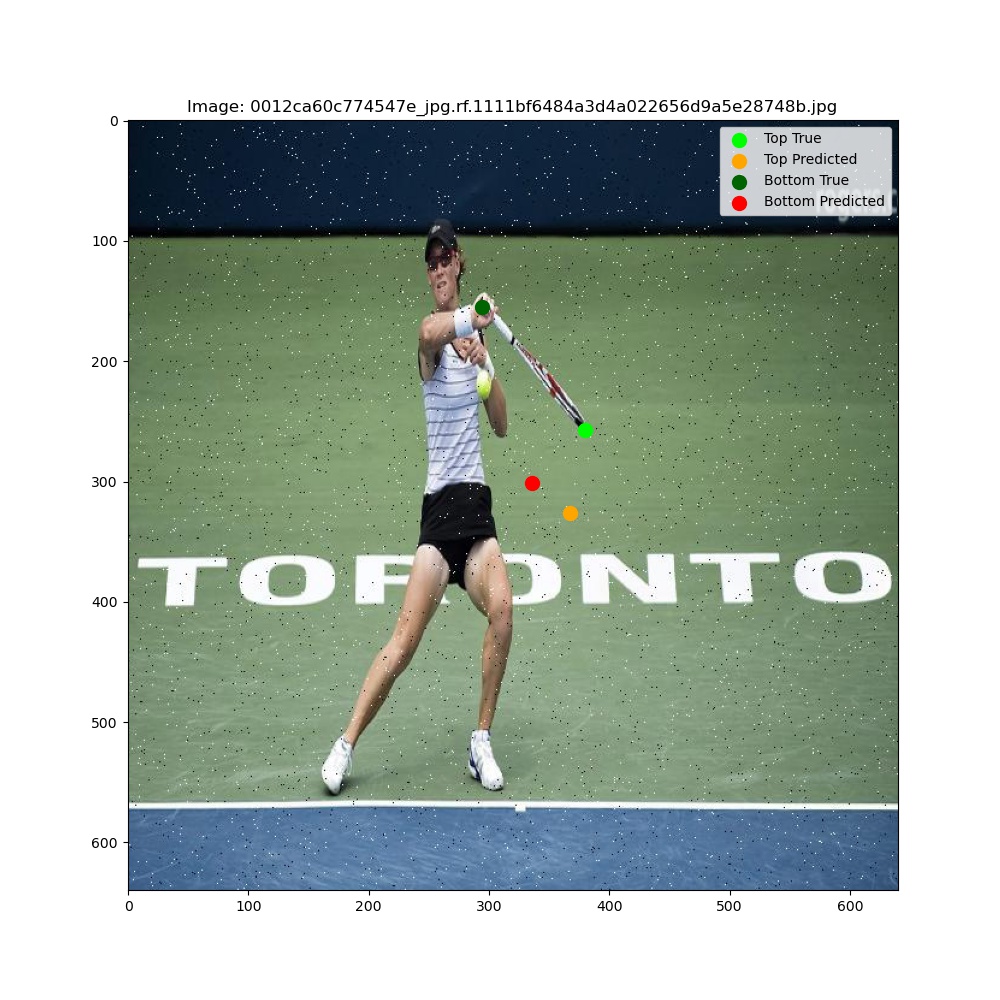 Image: 0012ca60c774547e_jpg.rf.1111bf6484a3d4a022656d9a5e28748b.jpg
0
100
200
300
400
500
600
Top True
Top Predicted
Bottom True
Bottom Predicted
rogers
TORONTO
0 100 200 300 400 500 600